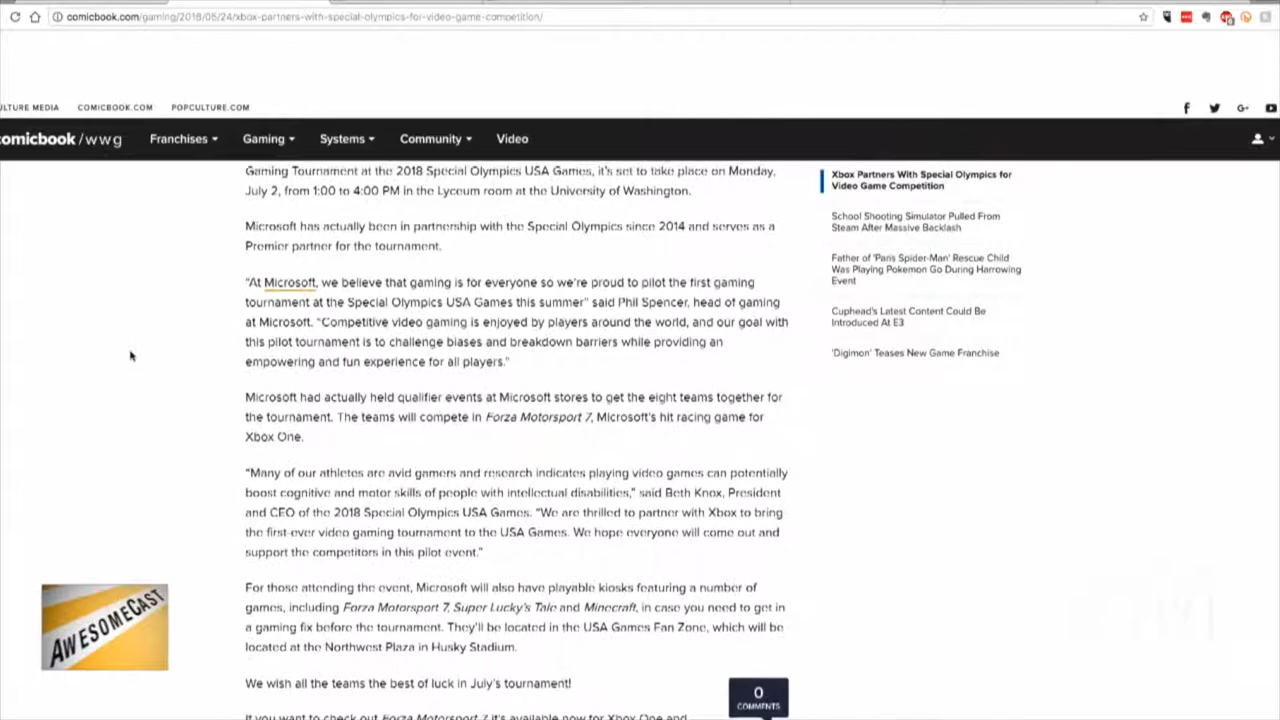 comicbook.com/gaming/2018/05/24/xbox-partners-with-special-olympics-for-video-game-competition/
ULTURE MEDIA COMICBOOK.COM POPCULTURE.COM
omicbook/wwg Franchises Gaming Systems Community Video
Gaming Tournament at the 2018 Special Olympics USA Games, it's set to take place on Monday,
July 2, from 1:00 to 4:00 PM in the Lyceum room at the University of Washington.
Microsoft has actually been in partnership with the Special Olympics since 2014 and serves as a
Premier partner for the tournament.
"At Microsoft, we believe that gaming is for everyone so we're proud to pilot the first gaming
tournament at the Special Olympics USA Games this summer" said Phil Spencer, head of gaming
at Microsoft. "Competitive video gaming is enjoyed by players around the world, and our goal with
this pilot tournament is to challenge biases and breakdown barriers while providing an
empowering and fun experience for all players."
Microsoft had actually held qualifier events at Microsoft stores to get the eight teams together for
the tournament. The teams will compete in Forza Motorsport 7, Microsoft's hit racing game for
Xbox One.
"Many of our athletes are avid gamers and research indicates playing video games can potentially
boost cognitive and motor skills of people with intellectual disabilities," said Beth Knox, President
and CEO of the 2018 Special Olympics USA Games. "We are thrilled to partner with Xbox to bring
the first-ever video gaming tournament to the USA Games. We hope everyone will come out and
support the competitors in this pilot event."
For those attending the event, Microsoft will also have playable kiosks featuring a number of
games, including Forza Motorsport 7, Super Lucky's Tale and Minecraft, in case you need to get in
a gaming fix before the tournament. They'll be located in the USA Games Fan Zone, which will be
located at the Northwest Plaza in Husky Stadium.
We wish all the teams the best of luck in July's tournament!
If you want to check out Forza Motorsport 7, it's available now for Xbox One and
Xbox Partners With Special Olympics for
Video Game Competition
School Shooting Simulator Pulled From
Steam After Massive Backlash
Father of 'Paris Spider-Man' Rescue Child
Was Playing Pokemon Go During Harrowing
Event
Cuphead's Latest Content Could Be
Introduced At E3
'Digimon' Teases New Game Franchise
AWESOMECAST
0
COMMENTS